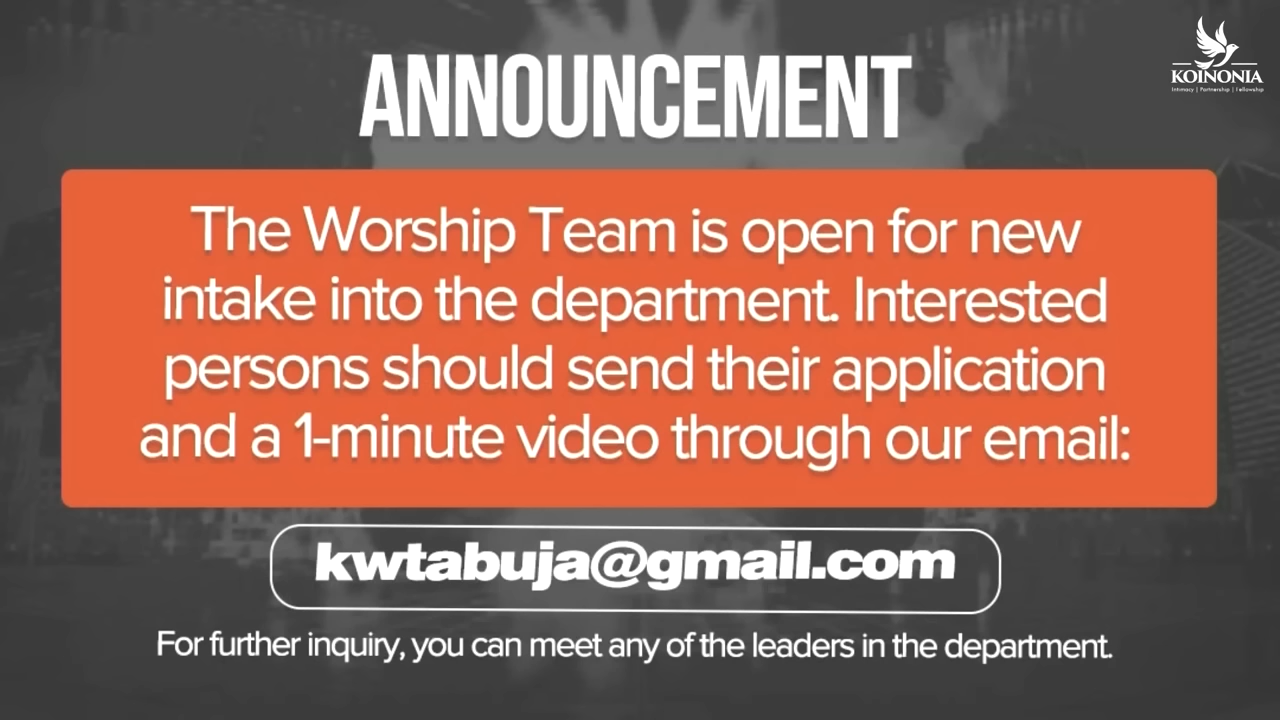 ANNOUNCEMENT
KOINONIA
Intimacy | Partnership | Fellowship
The Worship Team is open for new
intake into the department. Interested
persons should send their application
and a 1-minute video through our email:
kwtabuja@gmail.com
For further inquiry, you can meet any of the leaders in the department.